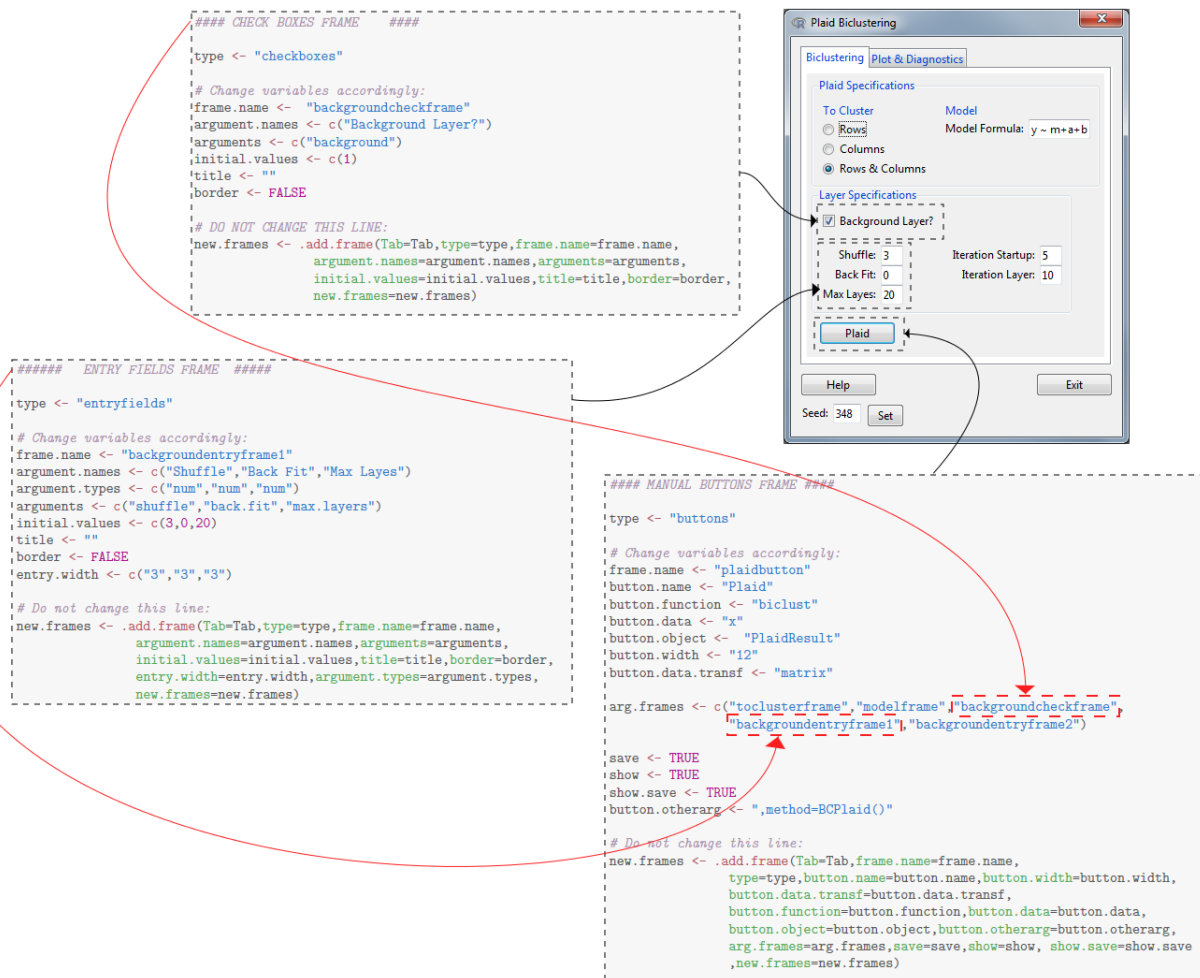 #### CHECK BOXES FRAME    ####
type <- "checkboxes"
# Change variables accordingly:
frame.name <-  "backgroundcheckframe"
argument.names <- c("Background Layer?")
arguments <- c("background")
initial.values <- c(1)
title <- ""
border <- FALSE
# DO NOT CHANGE THIS LINE:
new.frames <- .add.frame(Tab=Tab,type=type,frame.name=frame.name,
argument.names=argument.names,arguments=arguments,
initial.values=initial.values,title=title,border=border,
new.frames=new.frames)
Plaid Biclustering
Biclustering Plot & Diagnostics
Plaid Specifications
To Cluster Model
Rows Model Formula: y ~ m+a+b
Columns
Rows & Columns
Layer Specifications
Background Layer?
Shuffle: 3 Iteration Startup: 5
Back Fit: 0 Iteration Layer: 10
Max Layes: 20
Plaid
Help Exit
Seed: 348 Set
######   ENTRY FIELDS FRAME  #####
type <- "entryfields"
# Change variables accordingly:
frame.name <- "backgroundentryframe1"
argument.names <- c("Shuffle","Back Fit","Max Layes")
argument.types <- c("num","num","num")
arguments <- c("shuffle","back.fit","max.layers")
initial.values <- c(3,0,20)
title <- ""
border <- FALSE
entry.width <- c("3","3","3")
# Do not change this line:
new.frames <- .add.frame(Tab=Tab,type=type,frame.name=frame.name,
argument.names=argument.names,arguments=arguments,
initial.values=initial.values,title=title,border=border,
entry.width=entry.width,argument.types=argument.types,
new.frames=new.frames)
#### MANUAL BUTTONS FRAME ####
type <- "buttons"
# Change variables accordingly:
frame.name <- "plaidbutton"
button.name <- "Plaid"
button.function <- "biclust"
button.data <- "x"
button.object <-  "PlaidResult"
button.width <- "12"
button.data.transf <- "matrix"
arg.frames <- c("toclusterframe","modelframe","backgroundcheckframe",
"backgroundentryframe1","backgroundentryframe2")
save <- TRUE
show <- TRUE
show.save <- TRUE
button.otherarg <- ",method=BCPlaid()"
# Do not change this line:
new.frames <- .add.frame(Tab=Tab,frame.name=frame.name,
type=type,button.name=button.name,button.width=button.width,
button.data.transf=button.data.transf,
button.function=button.function,button.data=button.data,
button.object=button.object,button.otherarg=button.otherarg,
arg.frames=arg.frames,save=save,show=show, show.save=show.save
,new.frames=new.frames)